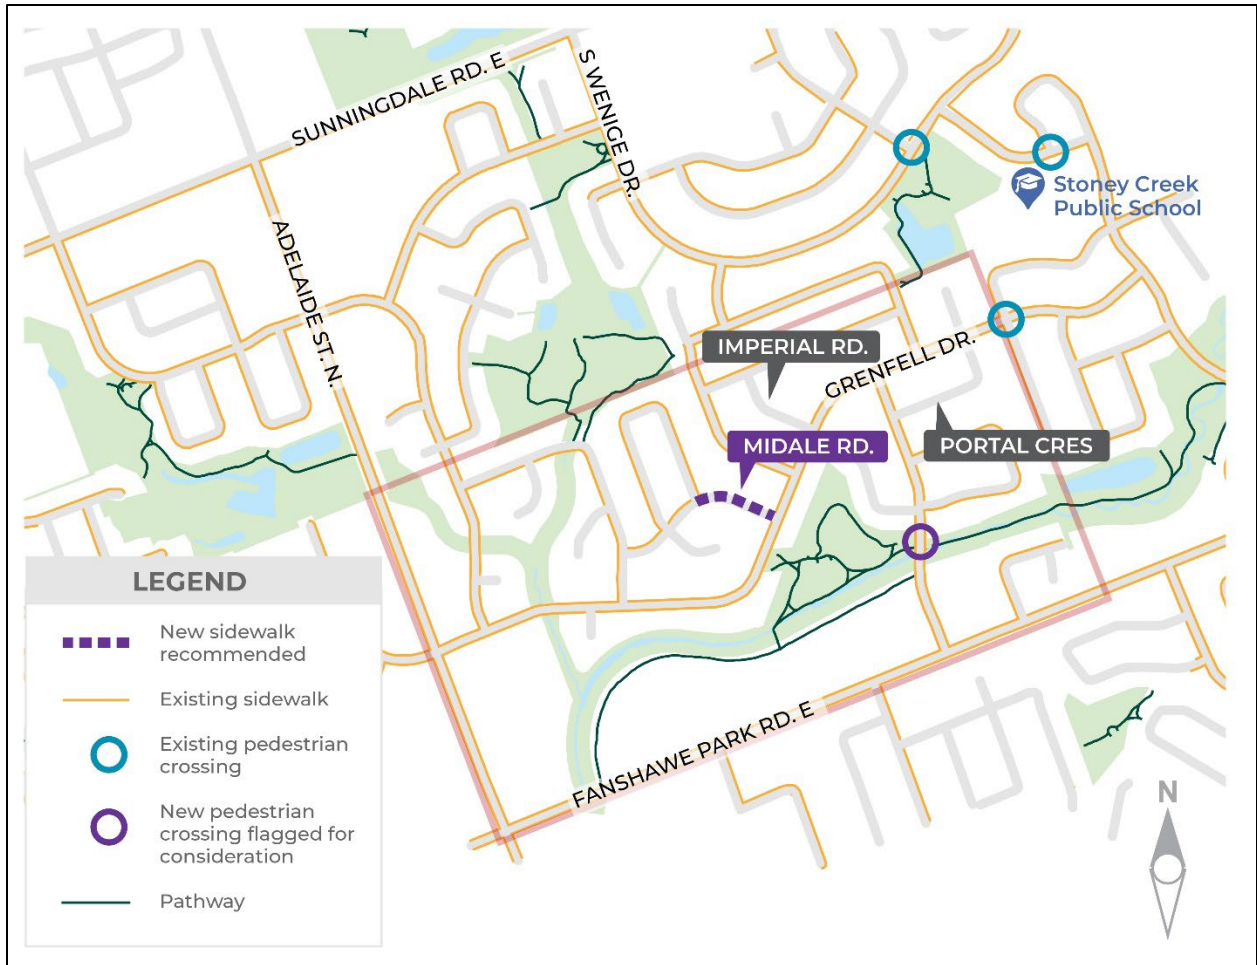 SUNNINGDALE RD. E
S WENIGE DR.
Stoney Creek
Public School
ADELAIDE ST. N.
IMPERIAL RD.
GRENFELL DR.
MIDALE RD.
PORTAL CRES
FANSHAWE PARK RD. E
LEGEND
New sidewalk
recommended
Existing sidewalk
Existing pedestrian
crossing
New pedestrian
crossing flagged for
consideration
Pathway
N